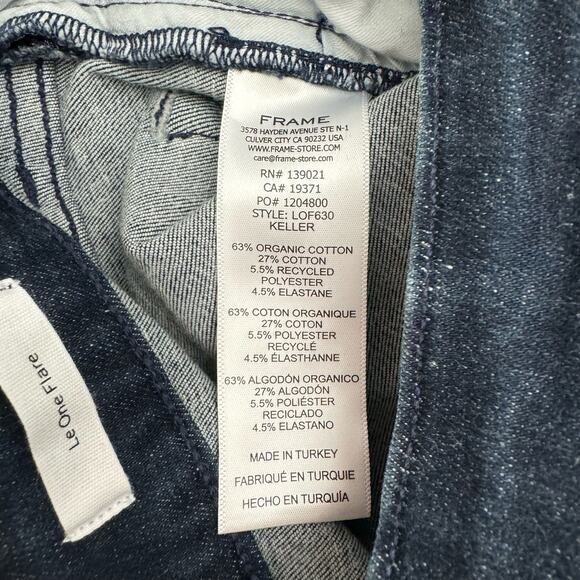 FRAME
3578 HAYDEN AVENUE STE N-1
CULVER CITY CA 90232 USA
WWW.FRAME-STORE.COM
care@frame-store.com
RN# 139021
CA# 19371
PO# 1204800
STYLE: LOF630
KELLER
63% ORGANIC COTTON
27% COTTON
5.5% RECYCLED
POLYESTER
4.5% ELASTANE
63% COTON ORGANIQUE
27% COTON
5.5% POLYESTER
RECYCLÉ
4.5% ÉLASTHANNE
63% ALGODÓN ORGANICO
27% ALGODÓN
5.5% POLIÉSTER
RECICLADO
4.5% ELASTANO
MADE IN TURKEY
FABRIQUÉ EN TURQUIE
HECHO EN TURQUÍA
Le One Flare